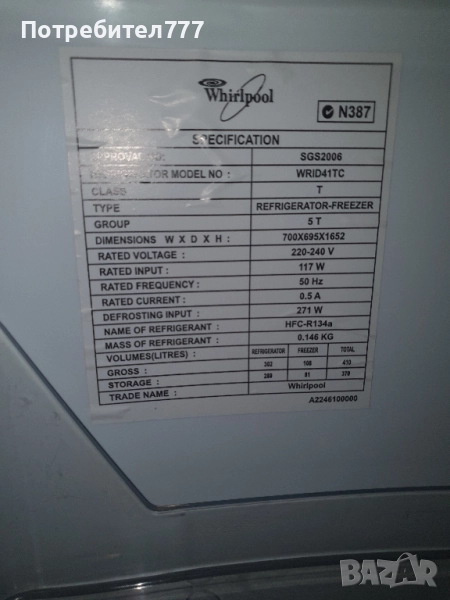 Потребител777
Whirlpool
N387
SPECIFICATION
SGS2006
MODEL NO : WRID41TC
CLASS T
TYPE REFRIGERATOR-FREEZER
GROUP 5 T
DIMENSIONS W X D X H : 700X695X1652
RATED VOLTAGE : 220-240 V
RATED INPUT : 117 W
RATED FREQUENCY : 50 Hz
RATED CURRENT : 0.5 A
DEFROSTING INPUT : 271 W
NAME OF REFRIGERANT : HFC-R134a
MASS OF REFRIGERANT : 0.146 KG
VOLUMES(LITRES) : REFRIGERATOR FREEZER TOTAL
GROSS :
STORAGE :
TRADE NAME : Whirlpool
A2246100000
BAZAR